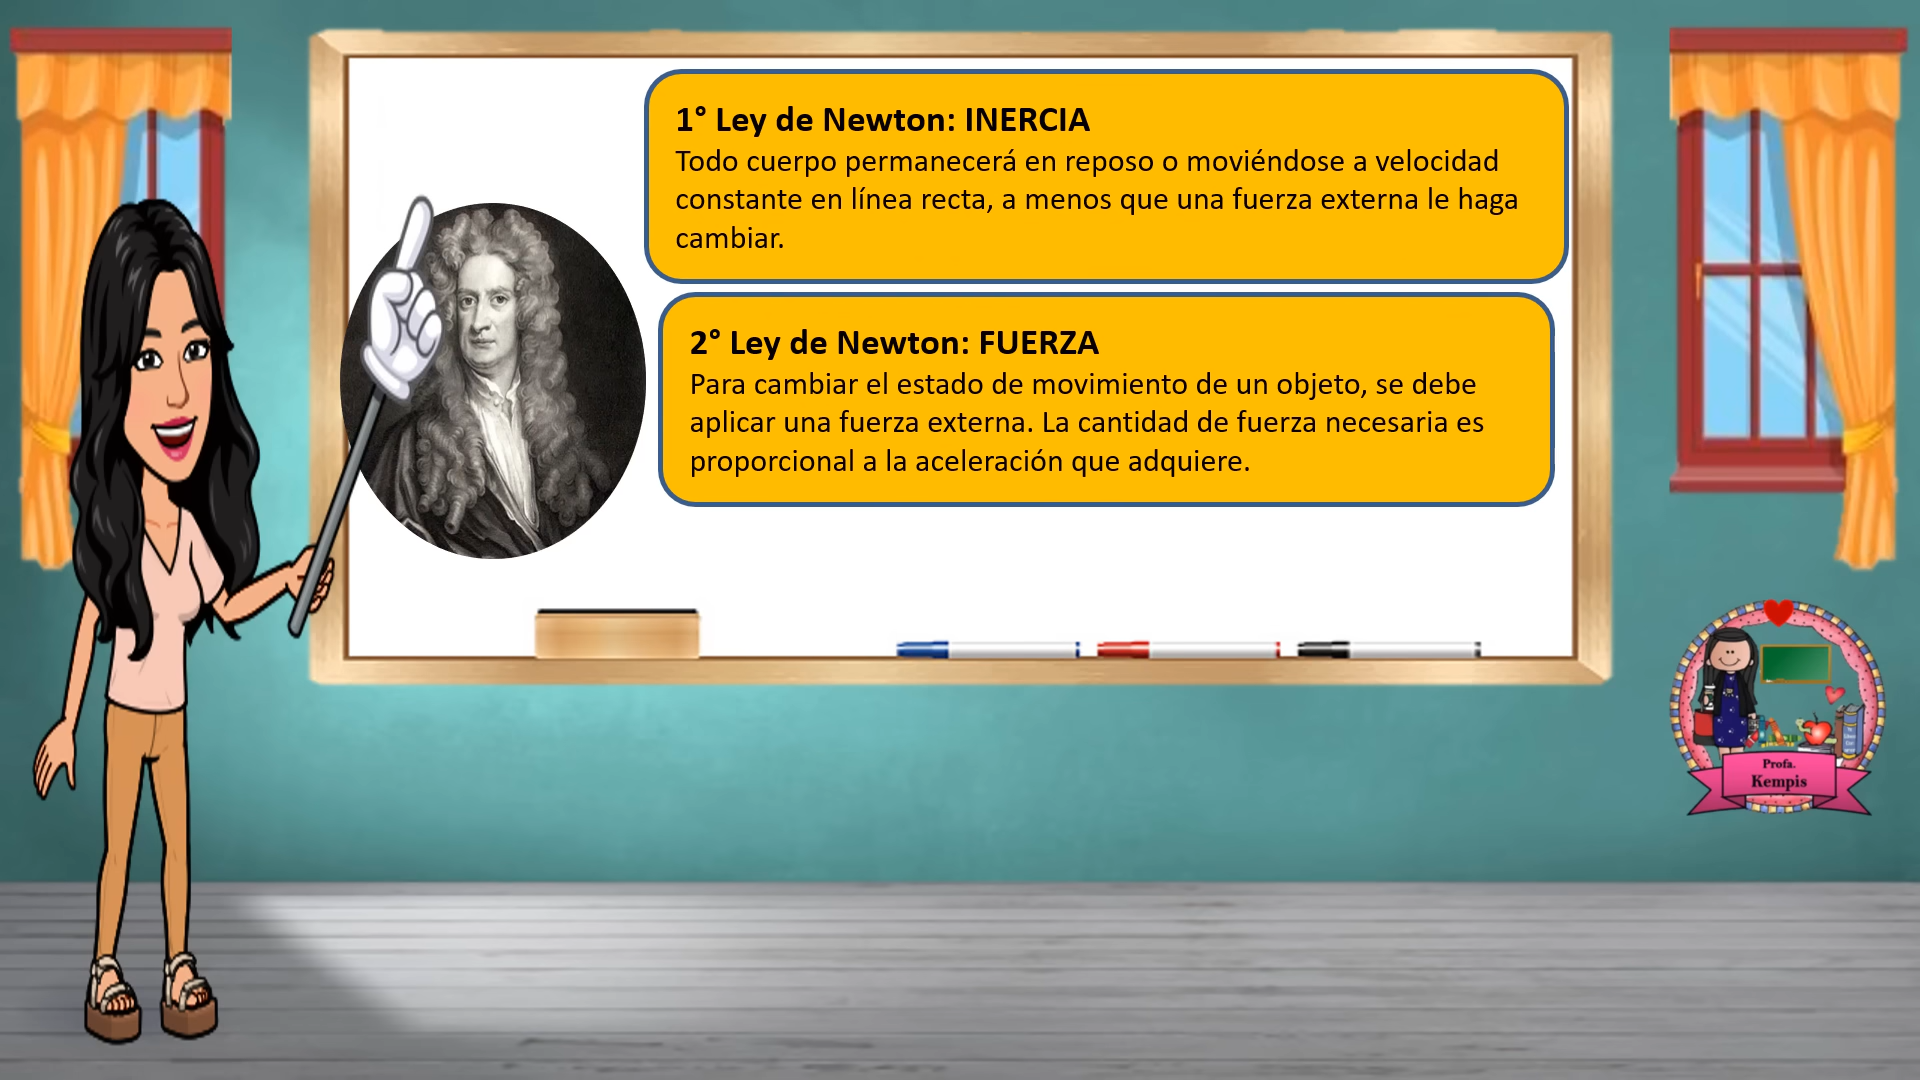 1° Ley de Newton: INERCIA
Todo cuerpo permanecerá en reposo o moviéndose a velocidad
constante en línea recta, a menos que una fuerza externa le haga
cambiar.
2° Ley de Newton: FUERZA
Para cambiar el estado de movimiento de un objeto, se debe
aplicar una fuerza externa. La cantidad de fuerza necesaria es
proporcional a la aceleración que adquiere.
Profa.
Kempis